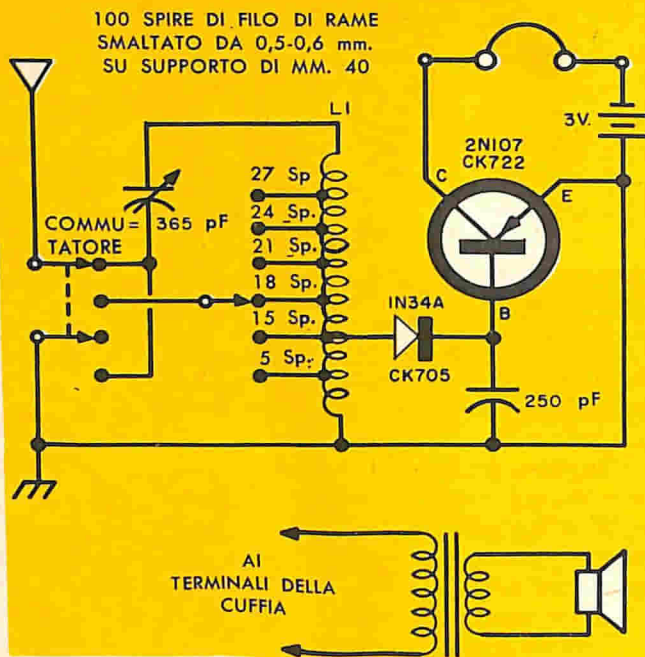 100 SPIRE DI FILO DI RAME
SMALTATO DA 0,5-0,6 mm.
SU SUPPORTO DI MM. 40
L1
3V.
2N107
CK722
C
E
B
27 Sp
24 Sp.
21 Sp.
18 Sp.
15 Sp.
5 Sp.
COMMU=
TATORE
365 pF
1N34A
CK705
250 pF
AI
TERMINALI DELLA
CUFFIA